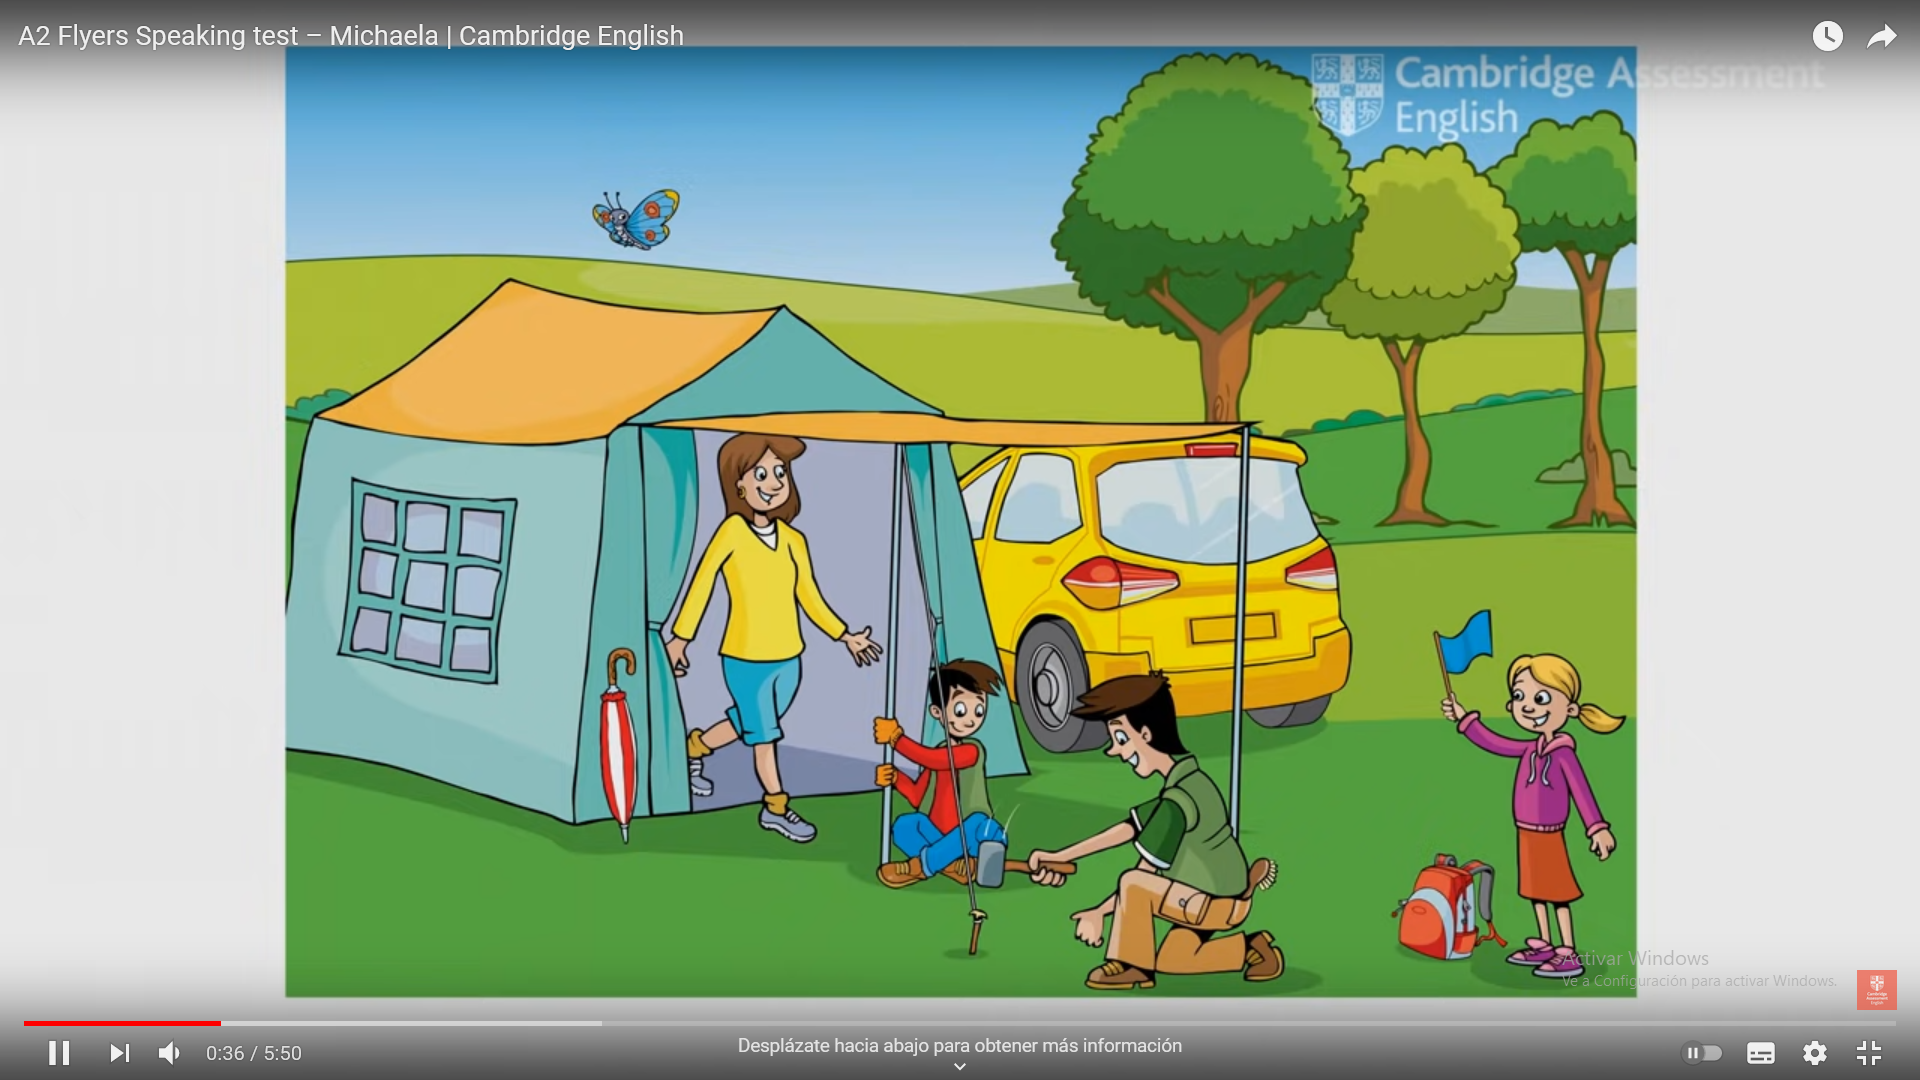 A2 Flyers Speaking test – Michaela | Cambridge English
Cambridge Assessment
English
Activar Windows
Ve a Configuración para activar Windows.
0:36 / 5:50
Desplázate hacia abajo para obtener más información